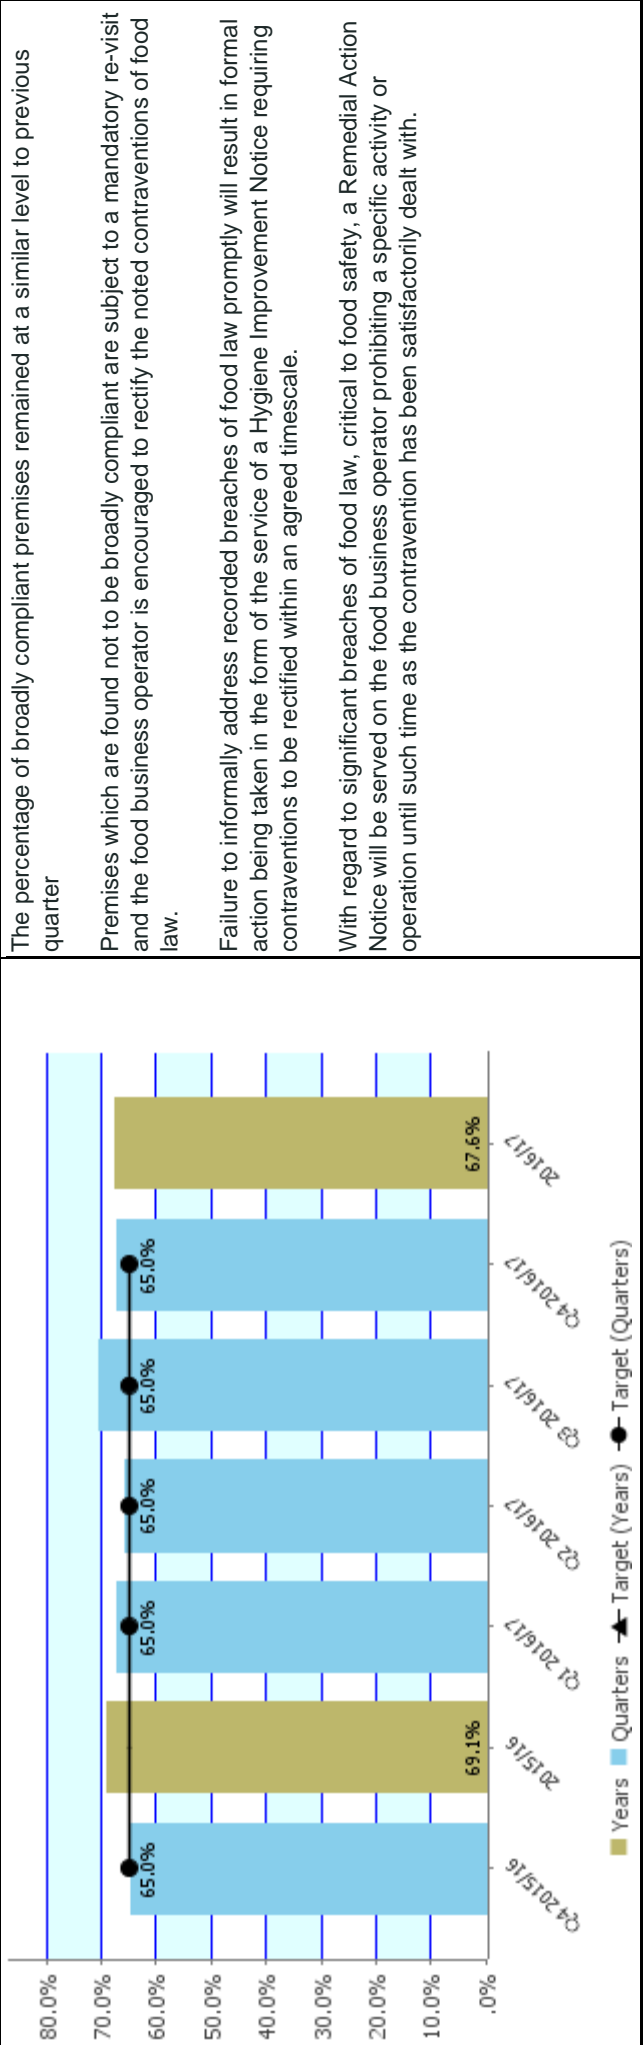 80.0%
70.0%
60.0%
50.0%
40.0%
30.0%
20.0%
10.0%
.0%
65.0%
69.1%
65.0%
65.0%
65.0%
65.0%
67.6%
Q4 2015/16
2015/16
Q1 2016/17
Q2 2016/17
Q3 2016/17
Q4 2016/17
2016/17
Years Quarters Target (Years) Target (Quarters)
The percentage of broadly compliant premises remained at a similar level to previous
quarter
Premises which are found not to be broadly compliant are subject to a mandatory re-visit
and the food business operator is encouraged to rectify the noted contraventions of food
law.
Failure to informally address recorded breaches of food law promptly will result in formal
action being taken in the form of the service of a Hygiene Improvement Notice requiring
contraventions to be rectified within an agreed timescale.
With regard to significant breaches of food law, critical to food safety, a Remedial Action
Notice will be served on the food business operator prohibiting a specific activity or
operation until such time as the contravention has been satisfactorily dealt with.